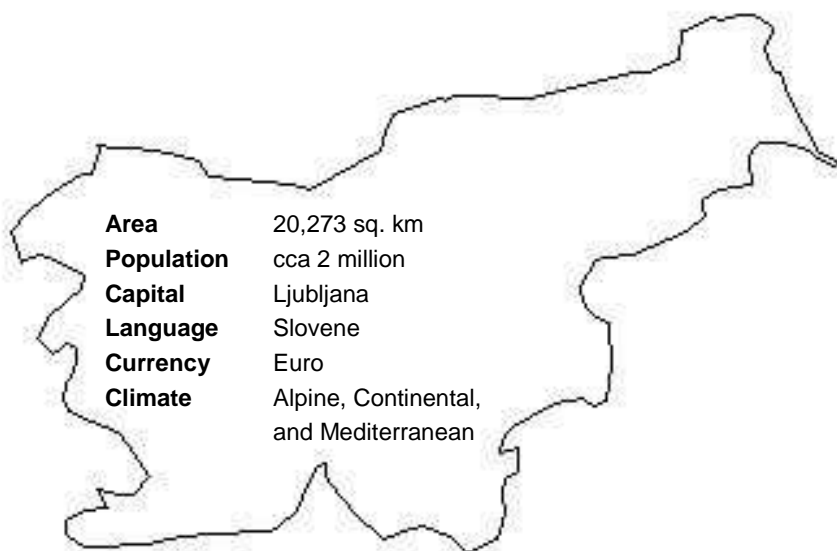 Area 20,273 sq. km
Population cca 2 million
Capital Ljubljana
Language Slovene
Currency Euro
Climate Alpine, Continental,
and Mediterranean